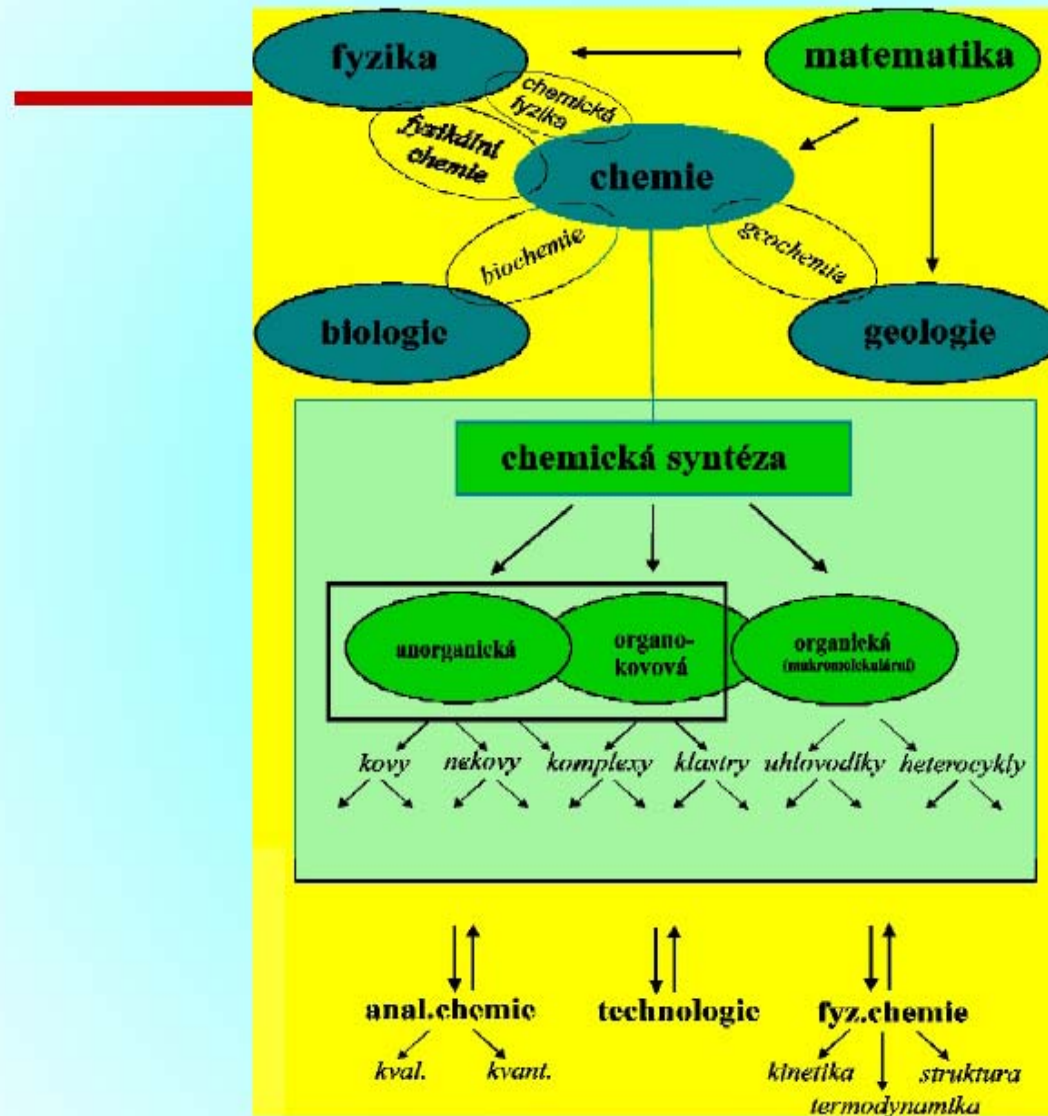 fyzika
matematika
chemická
fyzika
fyzikální
chemie
chemie
biochemie
geochemie
biologie
geologie
chemická syntéza
anorganická
organo-
kovová
organická
(makromolekulární)
kovy nekovy komplexy klastry uhlovodíky heterocykly
anal.chemie technologie fyz.chemie
kval. kvant. kinetika struktura
termodynamika